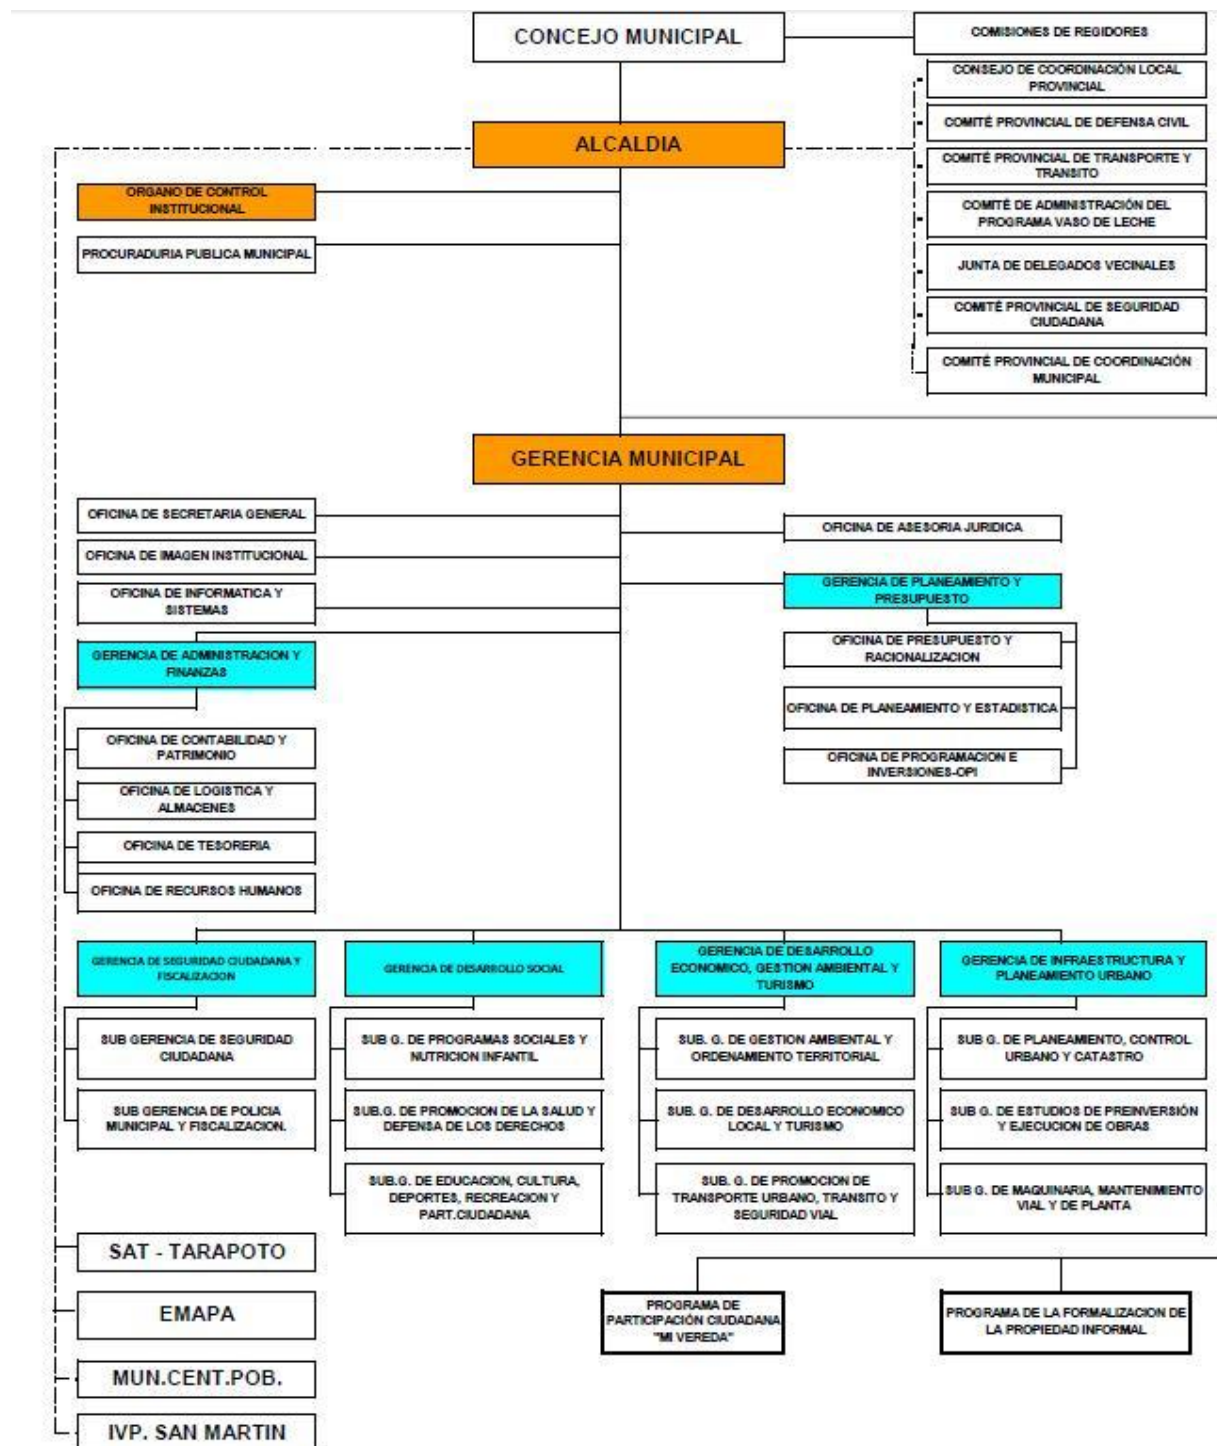 CONCEJO MUNICIPAL
COMISIONES DE REGIDORES
CONSEJO DE COORDINACIÓN LOCAL
PROVINCIAL
COMITÉ PROVINCIAL DE DEFENSA CIVIL
COMITÉ PROVINCIAL DE TRANSPORTE Y
TRANSITO
COMITÉ DE ADMINISTRACIÓN DEL
PROGRAMA VASO DE LECHE
JUNTA DE DELEGADOS VECINALES
COMITÉ PROVINCIAL DE SEGURIDAD
CIUDADANA
COMITÉ PROVINCIAL DE COORDINACIÓN
MUNICIPAL
ALCALDIA
ORGANO DE CONTROL
INSTITUCIONAL
PROCURADURIA PUBLICA MUNICIPAL
GERENCIA MUNICIPAL
OFICINA DE SECRETARIA GENERAL
OFICINA DE IMAGEN INSTITUCIONAL
OFICINA DE INFORMATICA Y
SISTEMAS
OFICINA DE ASESORIA JURIDICA
GERENCIA DE PLANEAMIENTO Y
PRESUPUESTO
OFICINA DE PRESUPUESTO Y
RACIONALIZACION
OFICINA DE PLANEAMIENTO Y ESTADISTICA
OFICINA DE PROGRAMACION E
INVERSIONES-OPI
GERENCIA DE ADMINISTRACION Y
FINANZAS
OFICINA DE CONTABILIDAD Y
PATRIMONIO
OFICINA DE LOGISTICA Y
ALMACENES
OFICINA DE TESORERIA
OFICINA DE RECURSOS HUMANOS
GERENCIA DE SEGURIDAD CIUDADANA Y
FISCALIZACION
SUB GERENCIA DE SEGURIDAD
CIUDADANA
SUB GERENCIA DE POLICIA
MUNICIPAL Y FISCALIZACION.
GERENCIA DE DESARROLLO SOCIAL
SUB G. DE PROGRAMAS SOCIALES Y
NUTRICION INFANTIL
SUB.G. DE PROMOCION DE LA SALUD Y
DEFENSA DE LOS DERECHOS
SUB.G. DE EDUCACION, CULTURA,
DEPORTES, RECREACION Y
PART.CIUDADANA
GERENCIA DE DESARROLLO
ECONOMICO, GESTION AMBIENTAL Y
TURISMO
SUB. G. DE GESTION AMBIENTAL Y
ORDENAMIENTO TERRITORIAL
SUB. G. DE DESARROLLO ECONOMICO
LOCAL Y TURISMO
SUB. G. DE PROMOCION DE
TRANSPORTE URBANO, TRANSITO Y
SEGURIDAD VIAL
GERENCIA DE INFRAESTRUCTURA Y
PLANEAMIENTO URBANO
SUB G. DE PLANEAMIENTO, CONTROL
URBANO Y CATASTRO
SUB G. DE ESTUDIOS DE PREINVERSIÓN
Y EJECUCION DE OBRAS
SUB G. DE MAQUINARIA, MANTENIMIENTO
VIAL Y DE PLANTA
SAT - TARAPOTO
EMAPA
MUN.CENT.POB.
IVP. SAN MARTIN
PROGRAMA DE
PARTICIPACIÓN CIUDADANA
"MI VEREDA"
PROGRAMA DE LA FORMALIZACION DE
LA PROPIEDAD INFORMAL